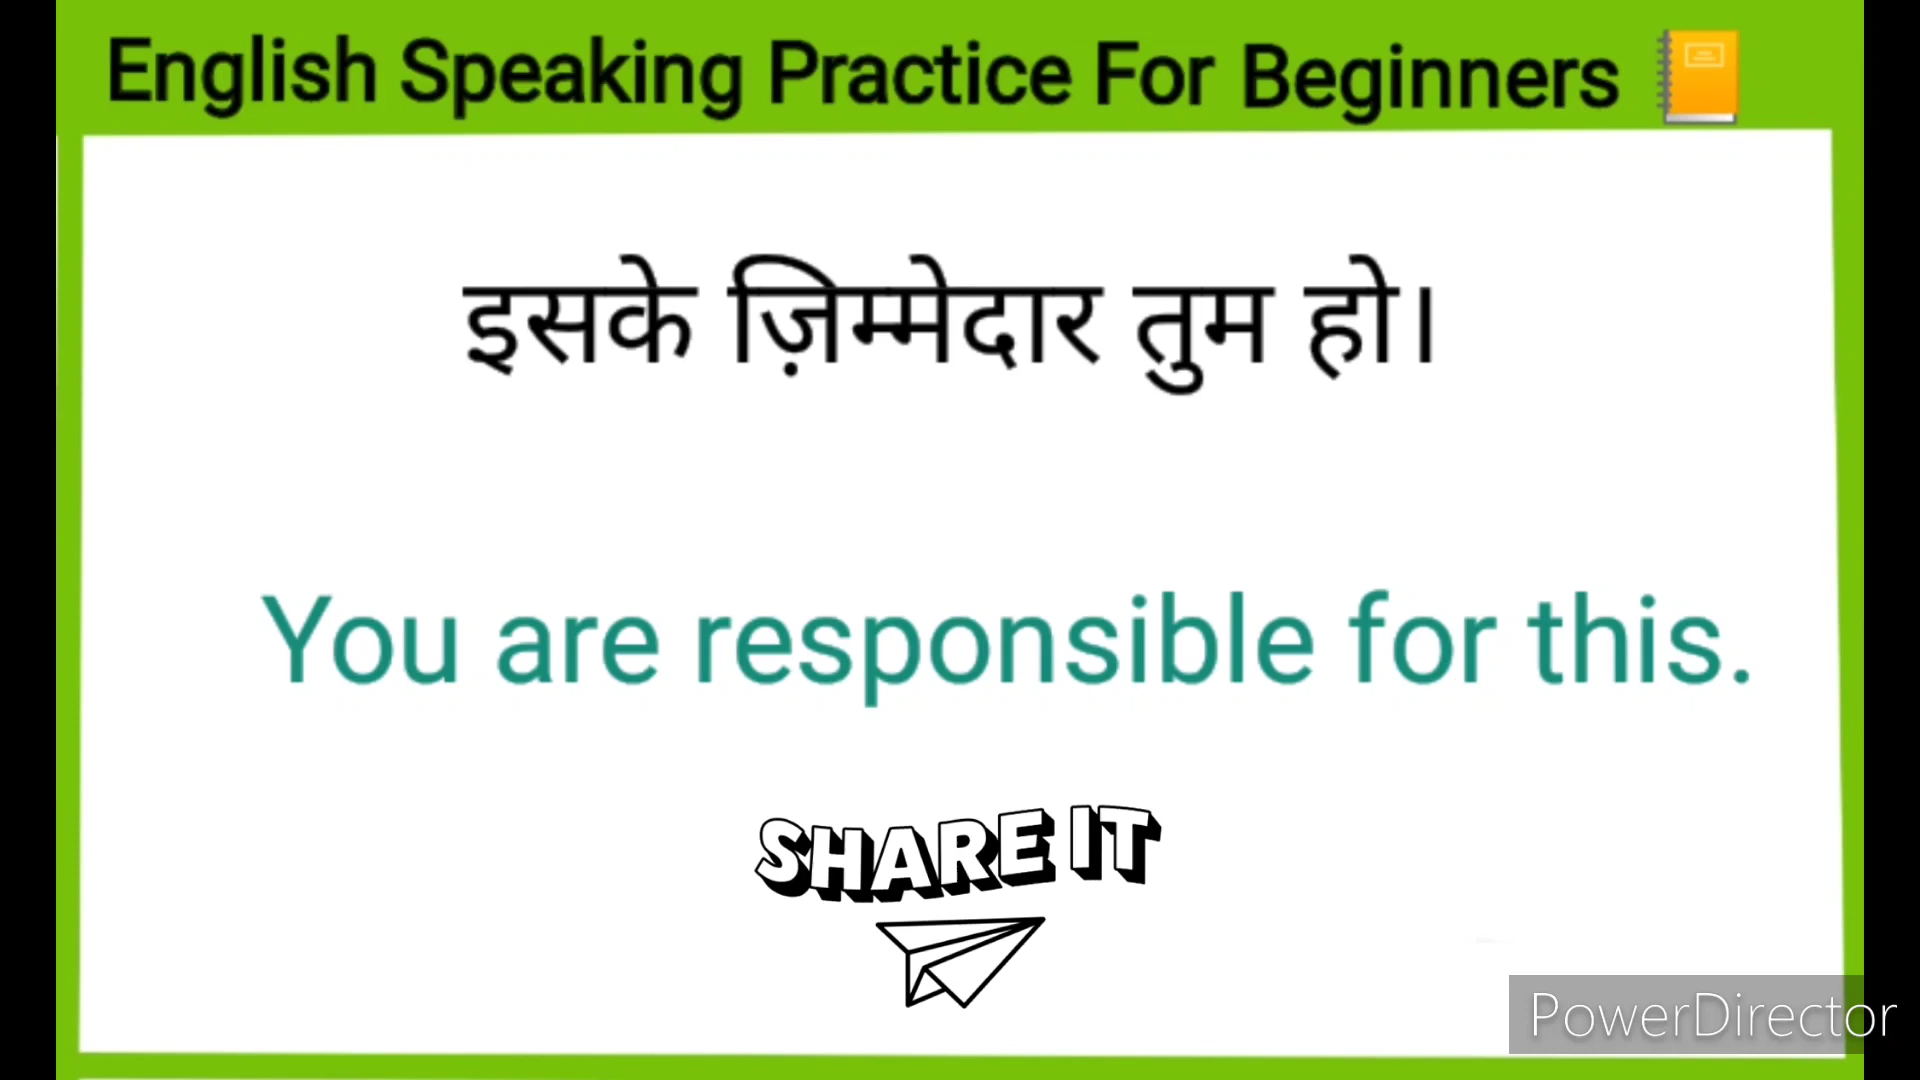 English Speaking Practice For Beginners
इसके ज़िम्मेदार तुम हो।
You are responsible for this.
SHARE IT
PowerDirector